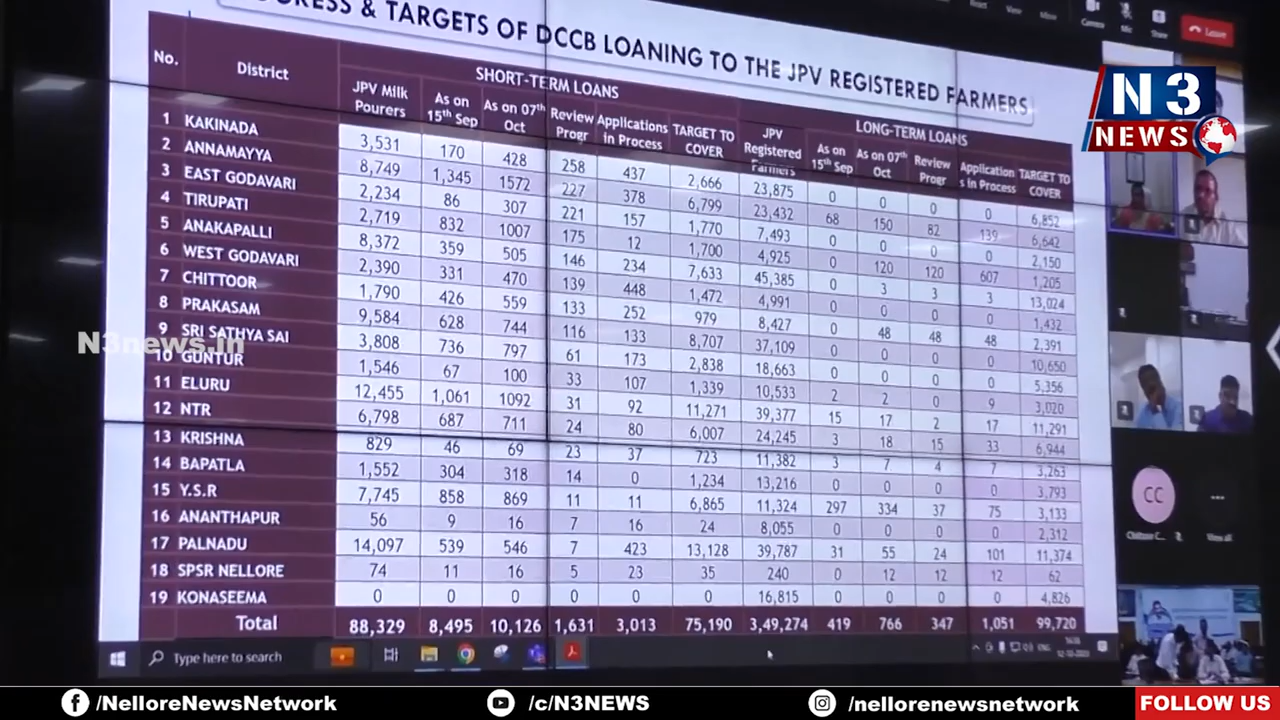 & TARGETS OF DCCB LOANING TO THE JPV REGISTERED FARMERS
No. District SHORT-TERM LOANS LONG-TERM LOANS
JPV Milk Pourers As on 15th Sep As on 07th Oct Review Progr Applications in Process TARGET TO COVER JPV Registered Farmers As on 15th Sep As on 07th Oct Review Progr Applications in Process TARGET TO COVER
1 KAKINADA 3,531 170 428 258 437 2,666 23,875 0 0 0 0 6,852
2 ANNAMAYYA 8,749 1,345 1572 227 378 6,799 23,432 68 150 82 139 6,642
3 EAST GODAVARI 2,234 86 307 221 157 1,770 7,493 0 0 0 0 2,150
4 TIRUPATI 2,719 832 1007 175 12 1,700 4,925 0 120 120 607 1,205
5 ANAKAPALLI 8,372 359 505 146 234 7,633 45,385 0 3 3 3 13,024
6 WEST GODAVARI 2,390 331 470 139 448 1,472 4,991 0 0 0 0 1,432
7 CHITTOOR 1,790 426 559 133 252 979 8,427 0 48 48 48 2,391
8 PRAKASAM 9,584 628 744 116 133 8,707 37,109 0 0 0 0 10,650
9 SRI SATHYA SAI 3,808 736 797 61 173 2,838 18,663 0 0 0 0 5,356
10 GUNTUR 1,546 67 100 33 107 1,339 10,533 2 2 0 9 3,020
11 ELURU 12,455 1,061 1092 31 92 11,271 39,377 15 17 2 17 11,291
12 NTR 6,798 687 711 24 80 6,007 24,245 3 18 15 33 6,944
13 KRISHNA 829 46 69 23 37 723 11,382 3 7 4 7 3,263
14 BAPATLA 1,552 304 318 14 0 1,234 13,216 0 0 0 0 3,793
15 Y.S.R 7,745 858 869 11 11 6,865 11,324 297 334 37 75 3,133
16 ANANTHAPUR 56 9 16 7 16 24 8,055 0 0 0 0 2,312
17 PALNADU 14,097 539 546 7 423 13,128 39,787 31 55 24 101 11,374
18 SPSR NELLORE 74 11 16 5 23 35 240 0 12 12 12 62
19 KONASEEMA 0 0 0 0 0 0 16,815 0 0 0 0 4,826
Total 88,329 8,495 10,126 1,631 3,013 75,190 3,49,274 419 766 347 1,051 99,720
Type here to search
Camera Mic Share Leave
N3
NEWS
N3news.in
CC
View all
/NelloreNewsNetwork
/c/N3NEWS
/nellorenewsnetwork
FOLLOW US